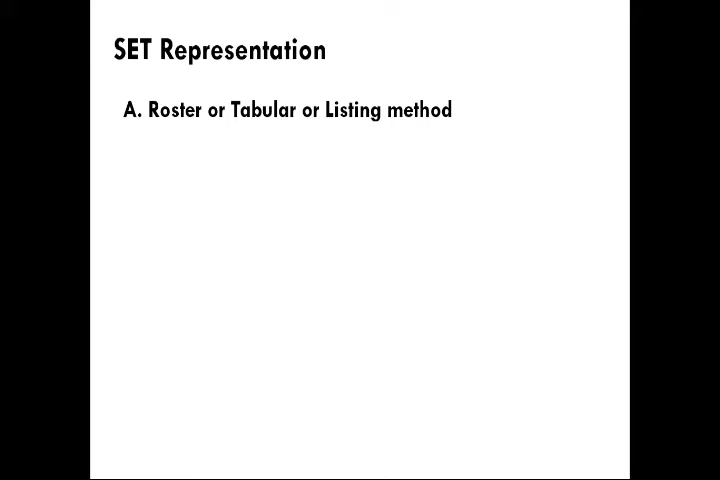 SET Representation
A. Roster or Tabular or Listing method